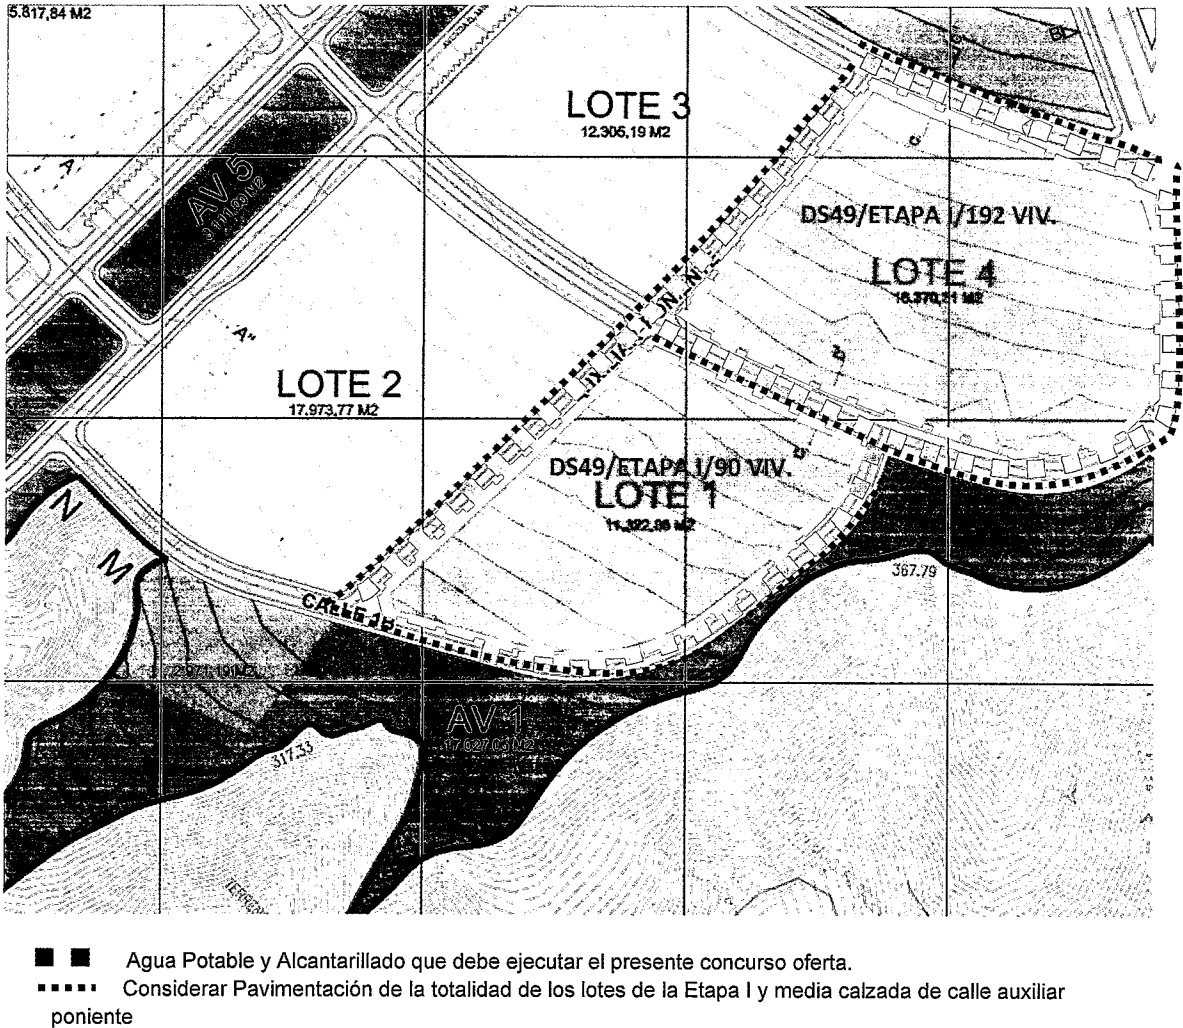 5.817,84 M2
LOTE 3
12.305,19 M2
AV 5
DS49/ETAPA I/192 VIV.
LOTE 4
A"
LOTE 2
17.973,77 M2
DS49/ETAPA I/90 VIV.
LOTE 1
N
M
367.79
CALLE 1B
AV 1
317.33
Agua Potable y Alcantarillado que debe ejecutar el presente concurso oferta.
Considerar Pavimentación de la totalidad de los lotes de la Etapa I y media calzada de calle auxiliar
poniente